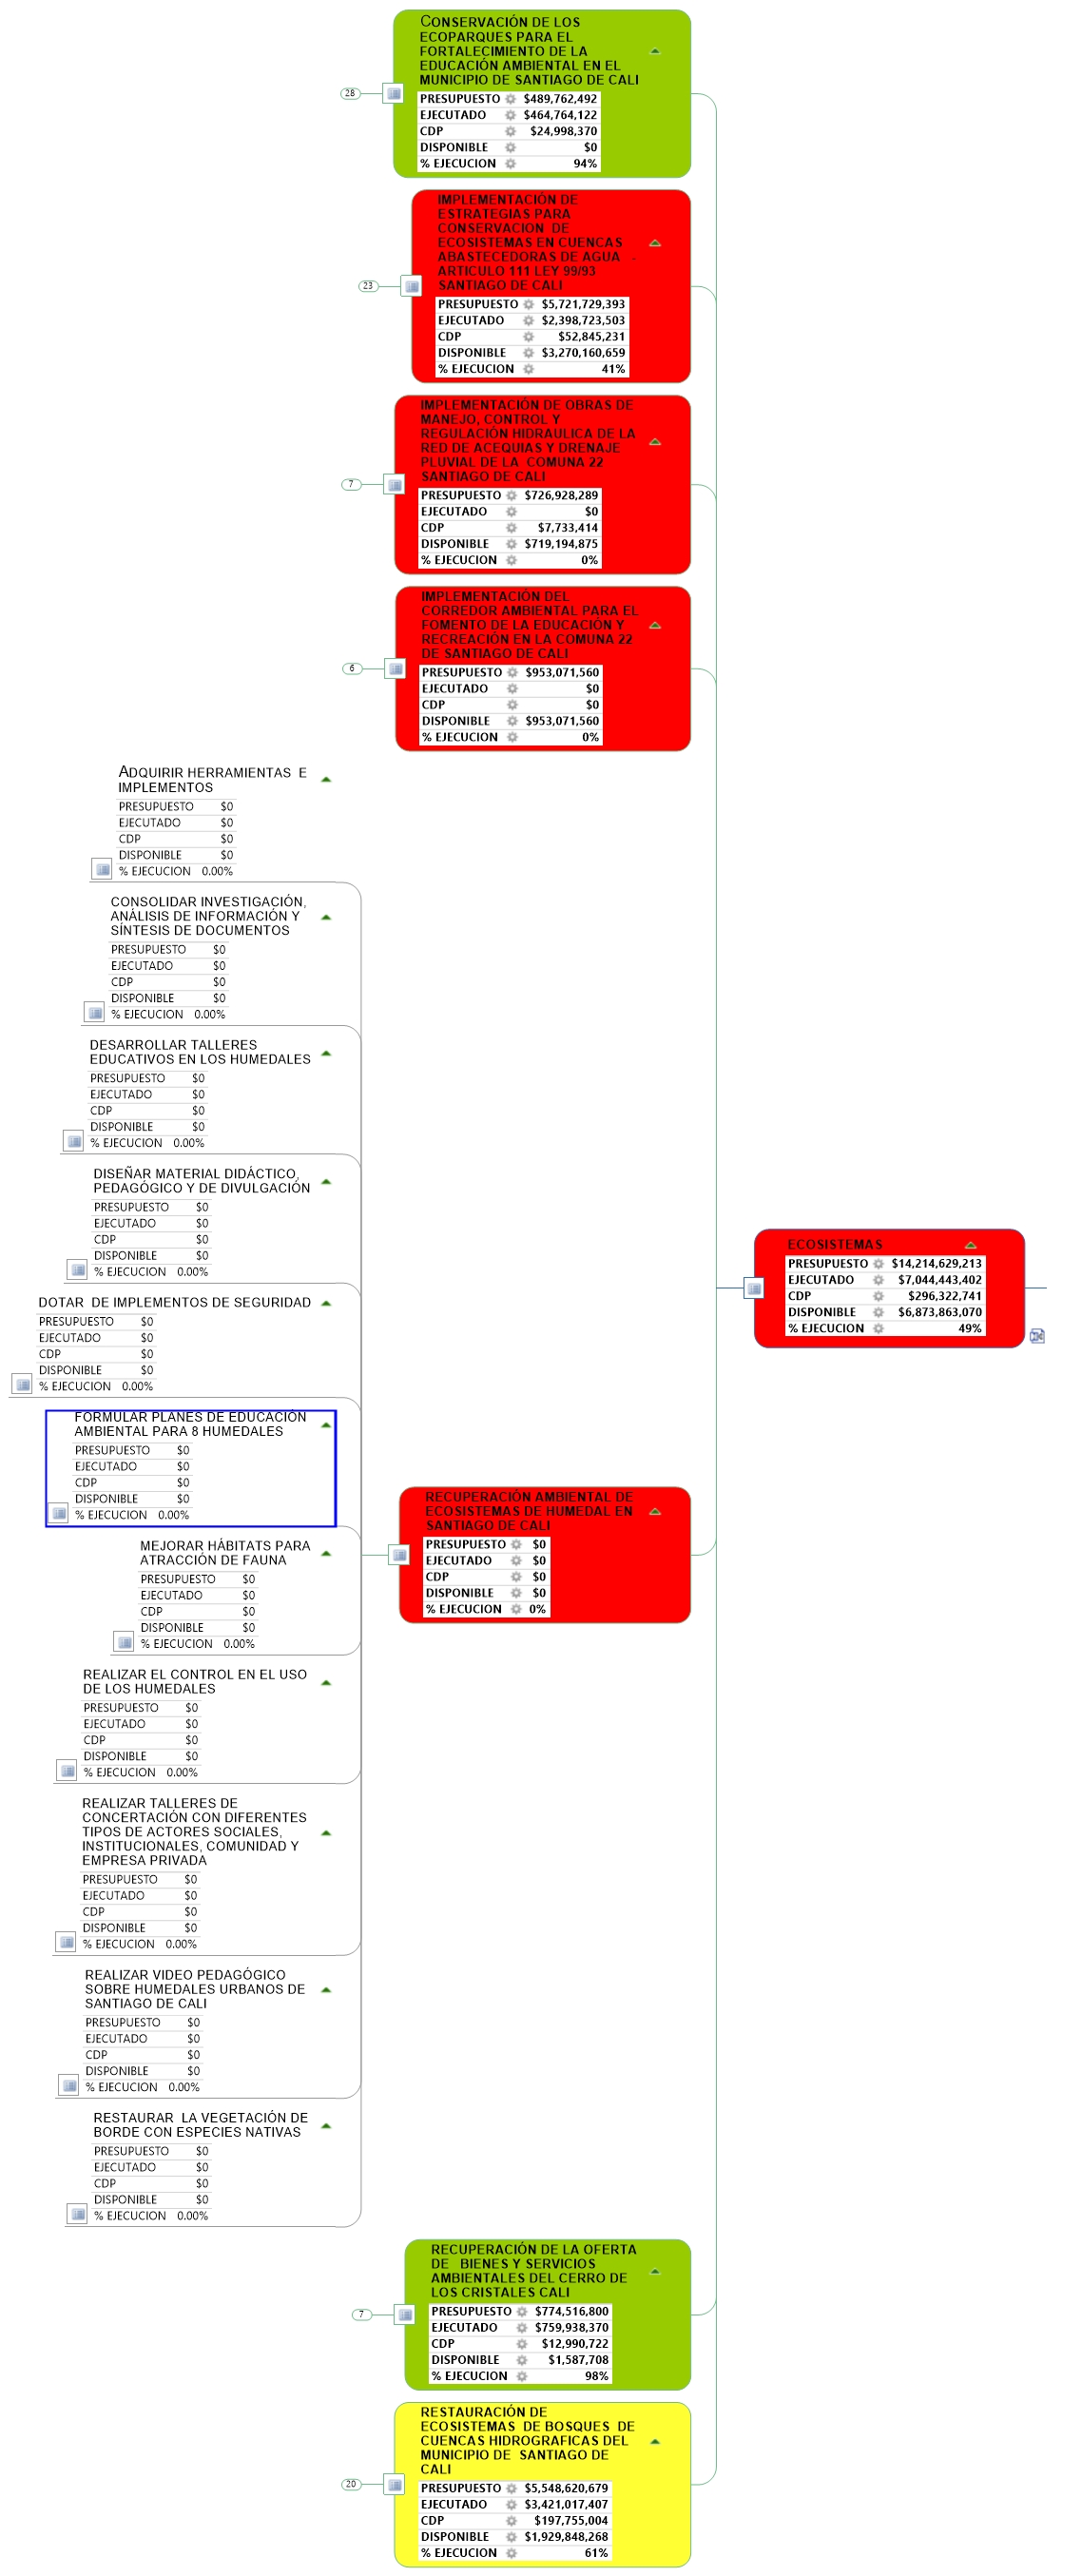 CONSERVACIÓN DE LOS
ECOPARQUES PARA EL
FORTALECIMIENTO DE LA
EDUCACIÓN AMBIENTAL EN EL
MUNICIPIO DE SANTIAGO DE CALI
PRESUPUESTO $489,762,492
EJECUTADO $464,764,122
CDP $24,998,370
DISPONIBLE $0
% EJECUCION 94%
28
IMPLEMENTACIÓN DE
ESTRATEGIAS PARA
CONSERVACION DE
ECOSISTEMAS EN CUENCAS
ABASTECEDORAS DE AGUA -
ARTICULO 111 LEY 99/93
SANTIAGO DE CALI
PRESUPUESTO $5,721,729,393
EJECUTADO $2,398,723,503
CDP $52,845,231
DISPONIBLE $3,270,160,659
% EJECUCION 41%
23
IMPLEMENTACIÓN DE OBRAS DE
MANEJO, CONTROL Y
REGULACIÓN HIDRAULICA DE LA
RED DE ACEQUIAS Y DRENAJE
PLUVIAL DE LA COMUNA 22
SANTIAGO DE CALI
PRESUPUESTO $726,928,289
EJECUTADO $0
CDP $7,733,414
DISPONIBLE $719,194,875
% EJECUCION 0%
7
IMPLEMENTACIÓN DEL
CORREDOR AMBIENTAL PARA EL
FOMENTO DE LA EDUCACIÓN Y
RECREACIÓN EN LA COMUNA 22
DE SANTIAGO DE CALI
PRESUPUESTO $953,071,560
EJECUTADO $0
CDP $0
DISPONIBLE $953,071,560
% EJECUCION 0%
6
ADQUIRIR HERRAMIENTAS E
IMPLEMENTOS
PRESUPUESTO $0
EJECUTADO $0
CDP $0
DISPONIBLE $0
% EJECUCION 0.00%
CONSOLIDAR INVESTIGACIÓN,
ANÁLISIS DE INFORMACIÓN Y
SÍNTESIS DE DOCUMENTOS
PRESUPUESTO $0
EJECUTADO $0
CDP $0
DISPONIBLE $0
% EJECUCION 0.00%
DESARROLLAR TALLERES
EDUCATIVOS EN LOS HUMEDALES
PRESUPUESTO $0
EJECUTADO $0
CDP $0
DISPONIBLE $0
% EJECUCION 0.00%
DISEÑAR MATERIAL DIDÁCTICO,
PEDAGÓGICO Y DE DIVULGACIÓN
PRESUPUESTO $0
EJECUTADO $0
CDP $0
DISPONIBLE $0
% EJECUCION 0.00%
DOTAR DE IMPLEMENTOS DE SEGURIDAD
PRESUPUESTO $0
EJECUTADO $0
CDP $0
DISPONIBLE $0
% EJECUCION 0.00%
FORMULAR PLANES DE EDUCACIÓN
AMBIENTAL PARA 8 HUMEDALES
PRESUPUESTO $0
EJECUTADO $0
CDP $0
DISPONIBLE $0
% EJECUCION 0.00%
MEJORAR HÁBITATS PARA
ATRACCIÓN DE FAUNA
PRESUPUESTO $0
EJECUTADO $0
CDP $0
DISPONIBLE $0
% EJECUCION 0.00%
REALIZAR EL CONTROL EN EL USO
DE LOS HUMEDALES
PRESUPUESTO $0
EJECUTADO $0
CDP $0
DISPONIBLE $0
% EJECUCION 0.00%
REALIZAR TALLERES DE
CONCERTACIÓN CON DIFERENTES
TIPOS DE ACTORES SOCIALES,
INSTITUCIONALES, COMUNIDAD Y
EMPRESA PRIVADA
PRESUPUESTO $0
EJECUTADO $0
CDP $0
DISPONIBLE $0
% EJECUCION 0.00%
REALIZAR VIDEO PEDAGÓGICO
SOBRE HUMEDALES URBANOS DE
SANTIAGO DE CALI
PRESUPUESTO $0
EJECUTADO $0
CDP $0
DISPONIBLE $0
% EJECUCION 0.00%
RESTAURAR LA VEGETACIÓN DE
BORDE CON ESPECIES NATIVAS
PRESUPUESTO $0
EJECUTADO $0
CDP $0
DISPONIBLE $0
% EJECUCION 0.00%
RECUPERACIÓN AMBIENTAL DE
ECOSISTEMAS DE HUMEDAL EN
SANTIAGO DE CALI
PRESUPUESTO $0
EJECUTADO $0
CDP $0
DISPONIBLE $0
% EJECUCION 0%
ECOSISTEMAS
PRESUPUESTO $14,214,629,213
EJECUTADO $7,044,443,402
CDP $296,322,741
DISPONIBLE $6,873,863,070
% EJECUCION 49%
RECUPERACIÓN DE LA OFERTA
DE BIENES Y SERVICIOS
AMBIENTALES DEL CERRO DE
LOS CRISTALES CALI
PRESUPUESTO $774,516,800
EJECUTADO $759,938,370
CDP $12,990,722
DISPONIBLE $1,587,708
% EJECUCION 98%
7
RESTAURACIÓN DE
ECOSISTEMAS DE BOSQUES DE
CUENCAS HIDROGRAFICAS DEL
MUNICIPIO DE SANTIAGO DE
CALI
PRESUPUESTO $5,548,620,679
EJECUTADO $3,421,017,407
CDP $197,755,004
DISPONIBLE $1,929,848,268
% EJECUCION 61%
20